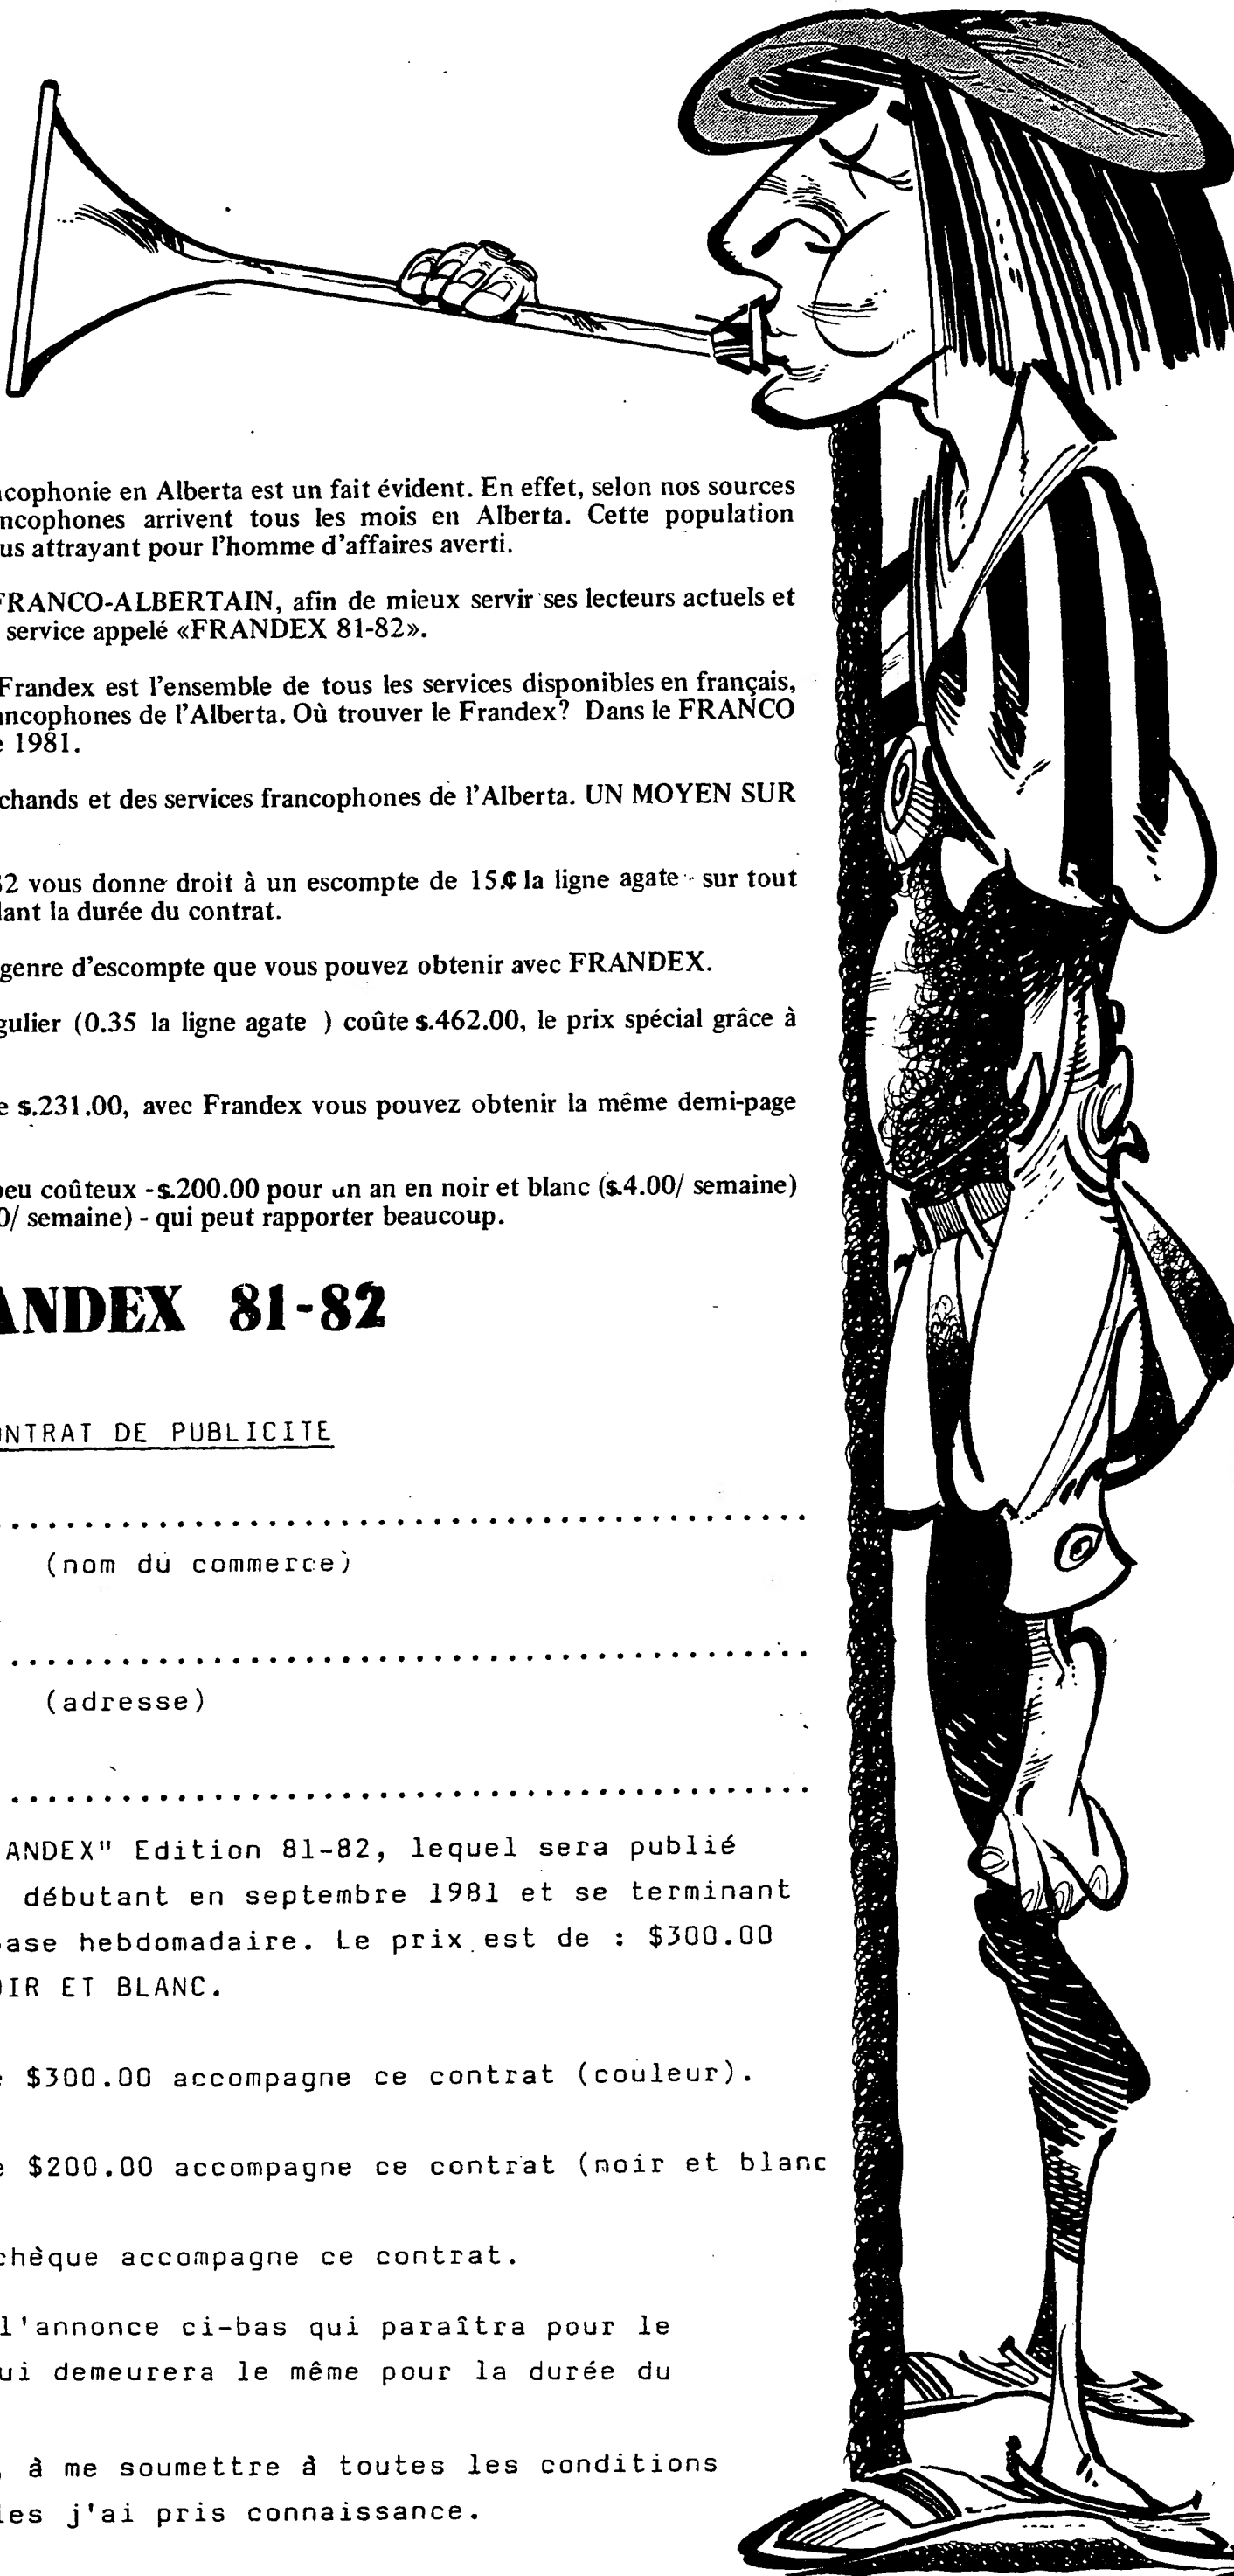 ncophonie en Alberta est un fait évident. En effet, selon nos sources
ncophones arrivent tous les mois en Alberta. Cette population
us attrayant pour l'homme d'affaires averti.
FRANCO-ALBERTAIN, afin de mieux servir ses lecteurs actuels et
service appelé «FRANDEX 81-82».
Frandex est l'ensemble de tous les services disponibles en français,
ancophones de l'Alberta. Où trouver le Frandex? Dans le FRANCO
e 1981.
chands et des services francophones de l'Alberta. UN MOYEN SUR
82 vous donne droit à un escompte de 15¢ la ligne agate sur tout
lant la durée du contrat.
genre d'escompte que vous pouvez obtenir avec FRANDEX.
gulier (0.35 la ligne agate ) coûte $.462.00, le prix spécial grâce à
e $.231.00, avec Frandex vous pouvez obtenir la même demi-page
peu coûteux -$.200.00 pour un an en noir et blanc ($.4.00/ semaine)
0/ semaine) - qui peut rapporter beaucoup.
ANDEX 81-82
ONTRAT DE PUBLICITE
(nom du commerce)
(adresse)
ANDEX" Edition 81-82, lequel sera publié
débutant en septembre 1981 et se terminant
base hebdomadaire. Le prix est de : $300.00
OIR ET BLANC.
e $300.00 accompagne ce contrat (couleur).
e $200.00 accompagne ce contrat (noir et blanc
chèque accompagne ce contrat.
l'annonce ci-bas qui paraîtra pour le
ui demeurera le même pour la durée du
, à me soumettre à toutes les conditions
les j'ai pris connaissance.